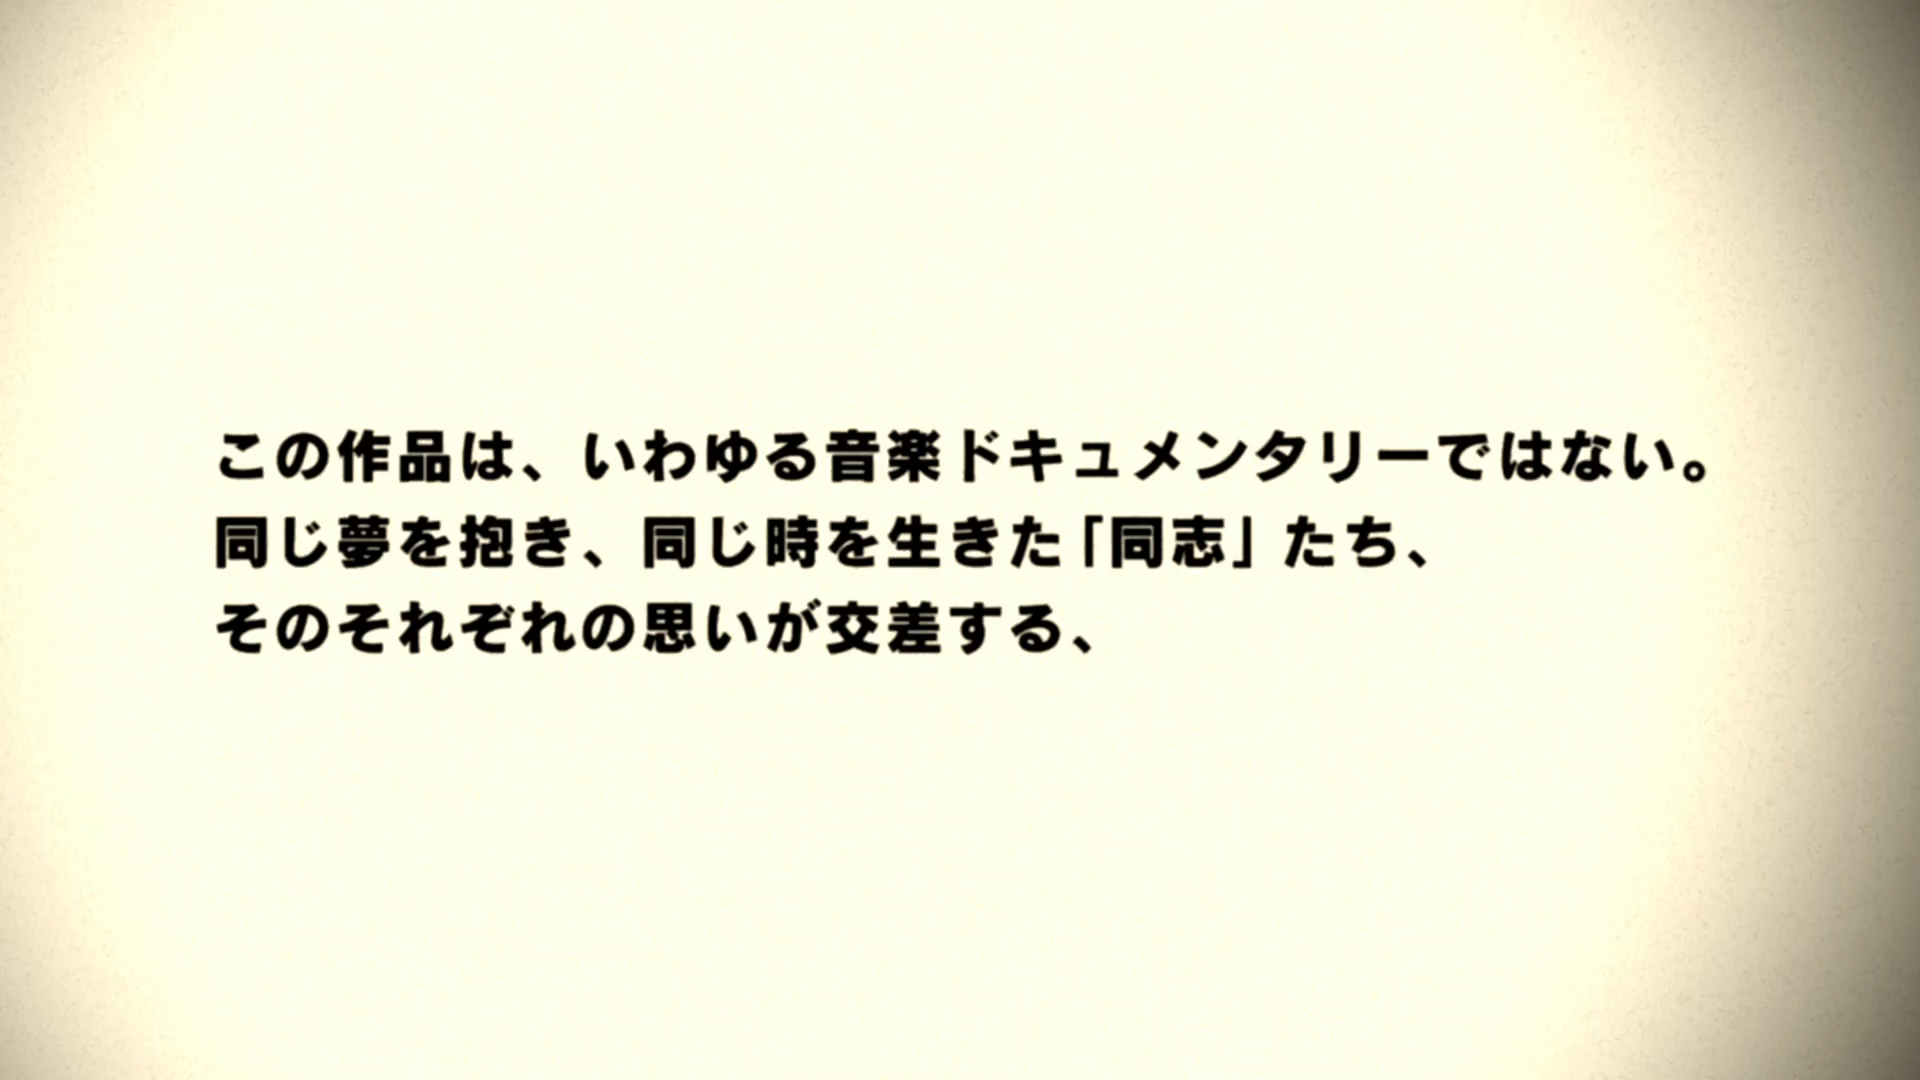 この作品は、いわゆる音楽ドキュメンタリーではない。
同じ夢を抱き、同じ時を生きた「同志」たち、
そのそれぞれの思いが交差する、